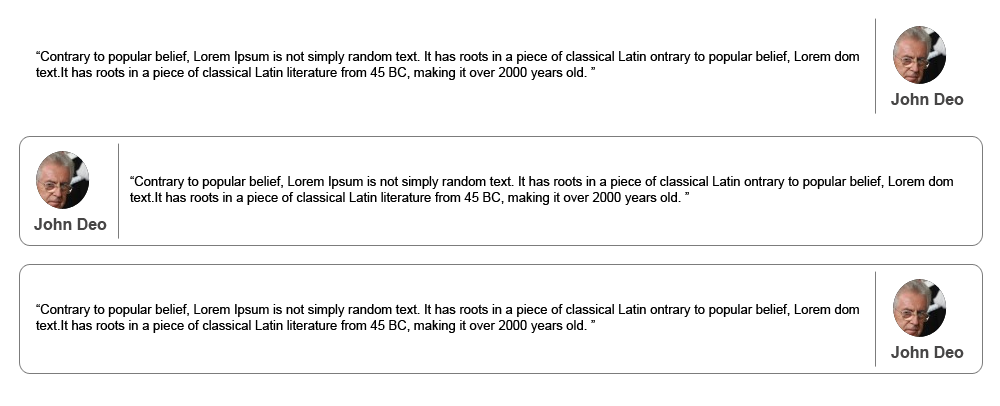 “Contrary to popular belief, Lorem Ipsum is not simply random text. It has roots in a piece of classical Latin ontrary to popular belief, Lorem dom
text.It has roots in a piece of classical Latin literature from 45 BC, making it over 2000 years old. ”
John Deo
“Contrary to popular belief, Lorem Ipsum is not simply random text. It has roots in a piece of classical Latin ontrary to popular belief, Lorem dom
text.It has roots in a piece of classical Latin literature from 45 BC, making it over 2000 years old. ”
John Deo
“Contrary to popular belief, Lorem Ipsum is not simply random text. It has roots in a piece of classical Latin ontrary to popular belief, Lorem dom
text.It has roots in a piece of classical Latin literature from 45 BC, making it over 2000 years old. ”
John Deo